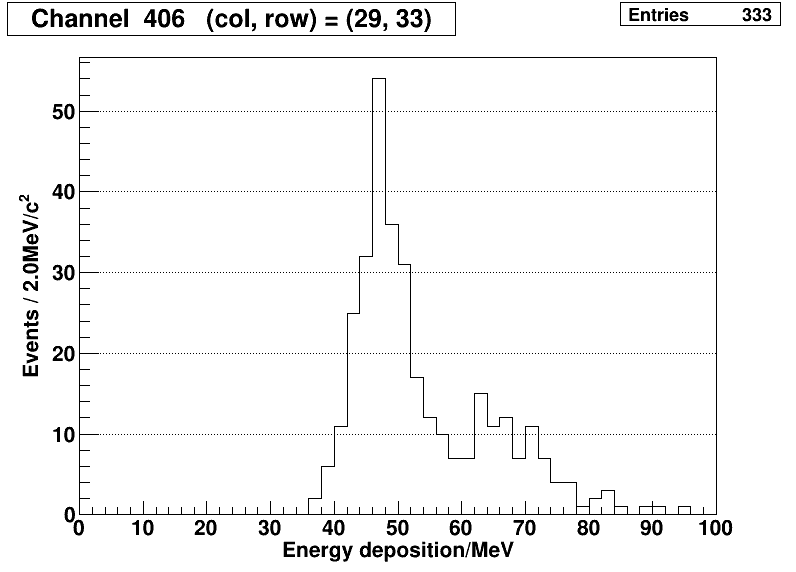 Channel 406 (col, row) = (29, 33)
Entries 333
Events / 2.0MeV/c²
50
40
30
20
10
0
0 10 20 30 40 50 60 70 80 90 100
Energy deposition/MeV